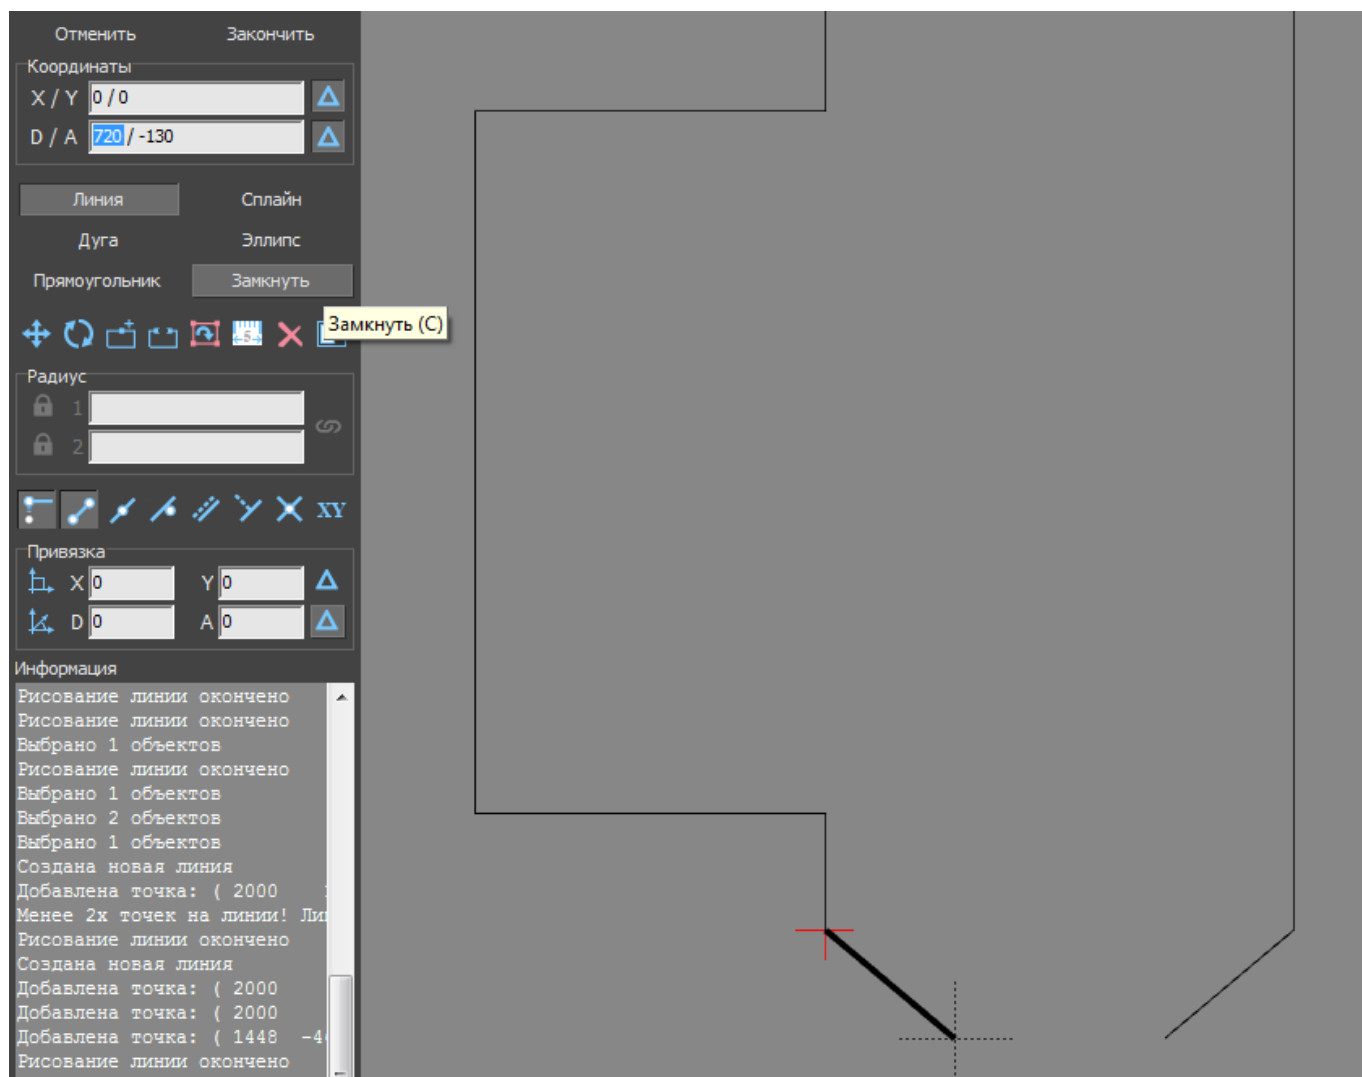 Отменить Закончить
Координаты
X / Y 0 / 0
D / A 720 / -130
Линия Сплайн
Дуга Эллипс
Прямоугольник Замкнуть
Замкнуть (C)
5
Радиус
1
2
XY
Привязка
X 0 Y 0
D 0 A 0
Информация
Рисование линии окончено
Рисование линии окончено
Выбрано 1 объектов
Рисование линии окончено
Выбрано 1 объектов
Выбрано 2 объектов
Выбрано 1 объектов
Создана новая линия
Добавлена точка: ( 2000
Менее 2х точек на линии!
Рисование линии окончено
Создана новая линия
Добавлена точка: ( 2000
Добавлена точка: ( 2000
Добавлена точка: ( 1448 -4
Рисование линии окончено